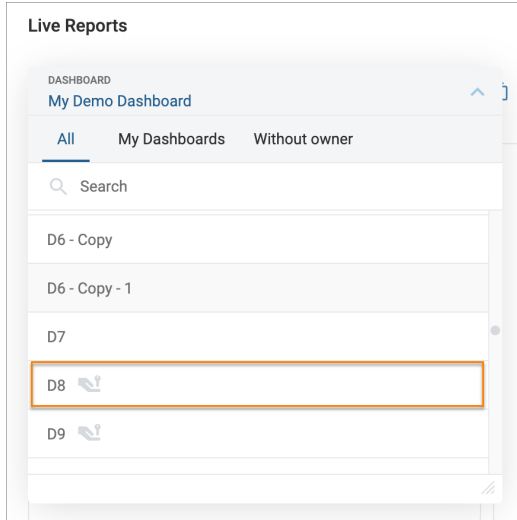 Live Reports
DASHBOARD
My Demo Dashboard
All My Dashboards Without owner
Search
D6 - Copy
D6 - Copy - 1
D7
D8
D9